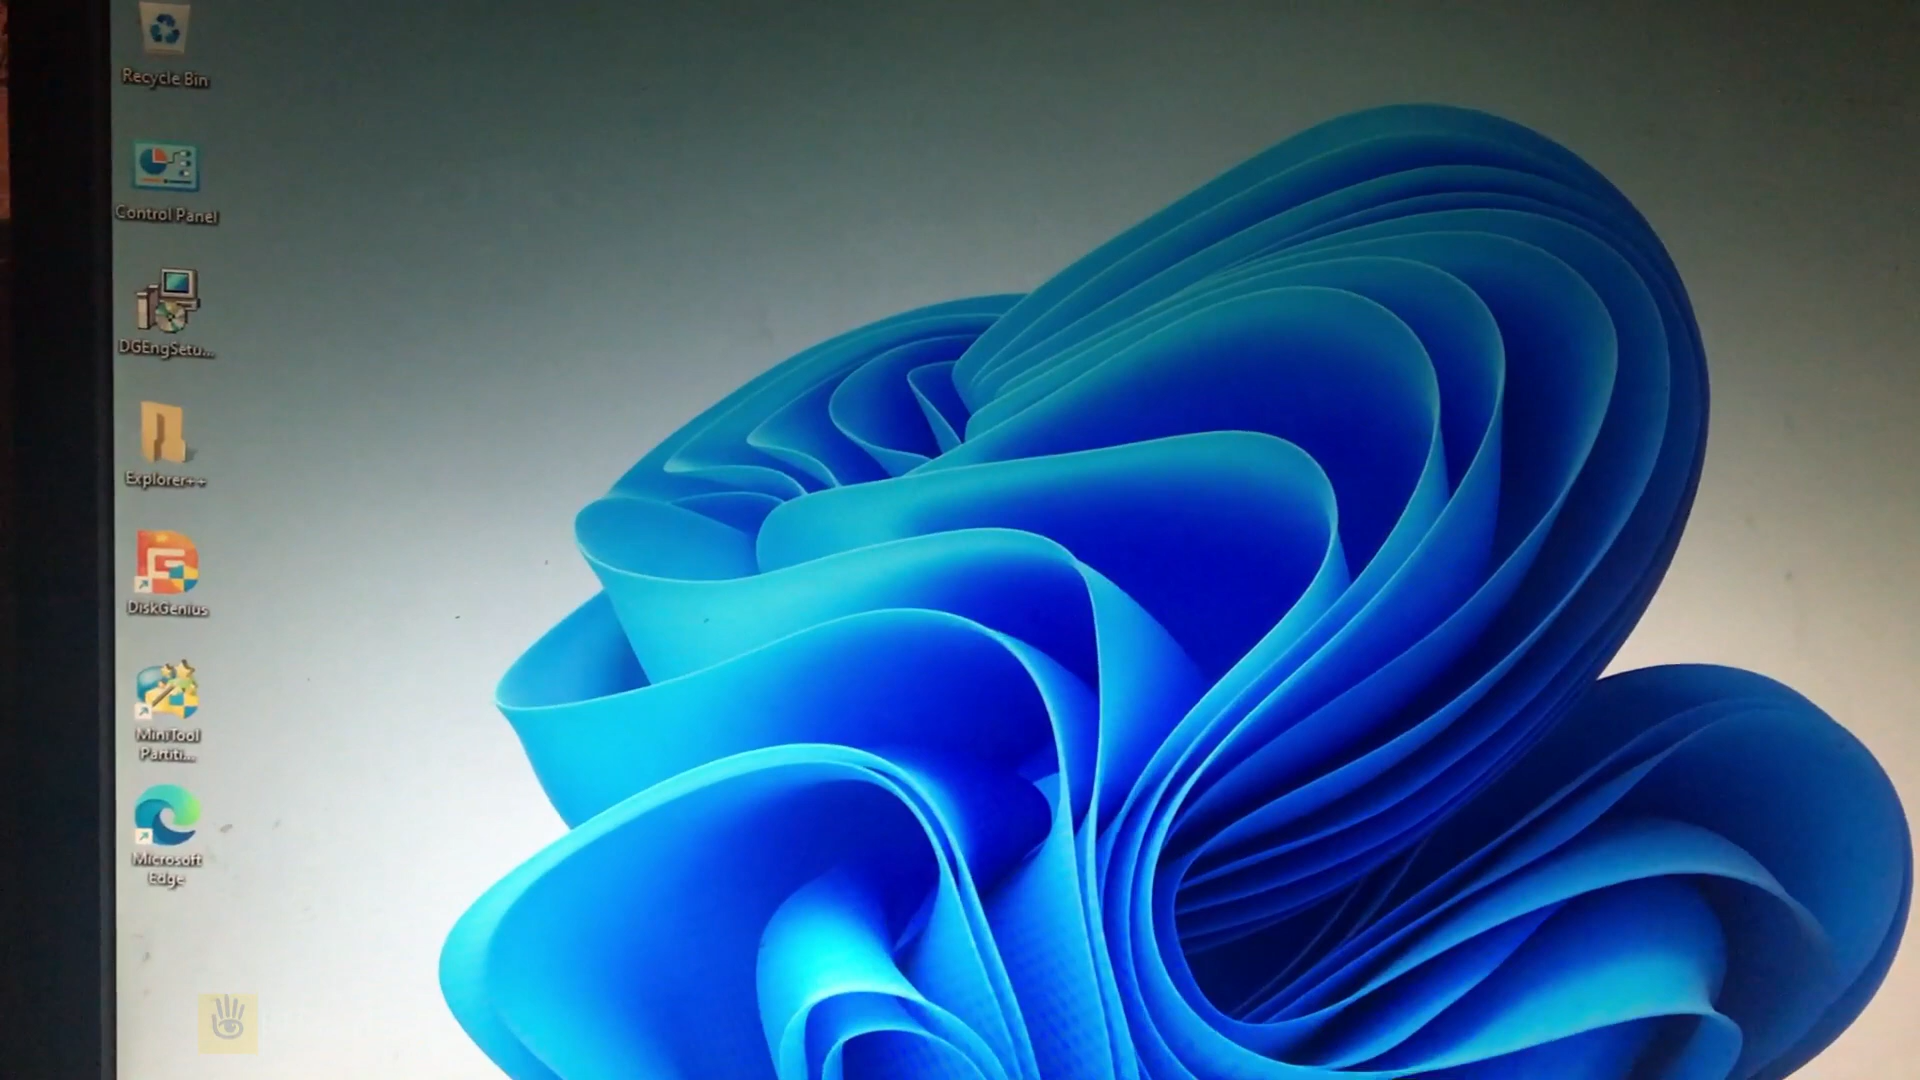 Recycle Bin
Control Panel
DGEngSetu...
Explorer++
DiskGenius
MiniTool
Partiti...
Microsoft
Edge